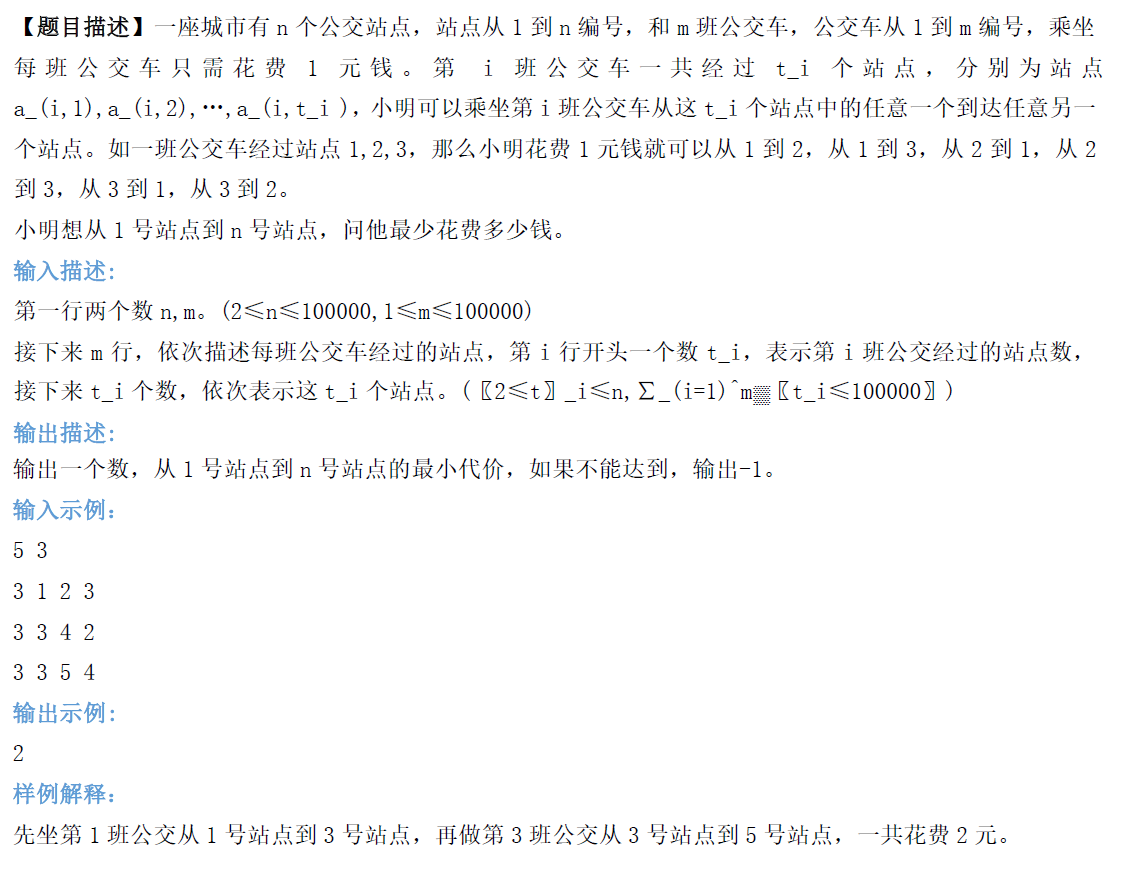 【题目描述】一座城市有 n 个公交站点，站点从 1 到 n 编号，和 m 班公交车，公交车从 1 到 m 编号，乘坐
每班公交车只需花费 1 元钱。第 i 班公交车一共经过 t_i 个站点，分别为站点
a_(i,1),a_(i,2),⋯,a_(i,t_i )，小明可以乘坐第 i 班公交车从这 t_i 个站点中的任意一个到达任意另一
个站点。如一班公交车经过站点 1,2,3，那么小明花费 1 元钱就可以从 1 到 2，从 1 到 3，从 2 到 1，从 2
到 3，从 3 到 1，从 3 到 2。
小明想从 1 号站点到 n 号站点，问他最少花费多少钱。
输入描述:
第一行两个数 n,m。(2≤n≤100000,1≤m≤100000)
接下来 m 行，依次描述每班公交车经过的站点，第 i 行开头一个数 t_i，表示第 i 班公交经过的站点数，
接下来 t_i 个数，依次表示这 t_i 个站点。(〖2≤t〗_i≤n,∑_(i=1)^m▒〖t_i≤100000〗)
输出描述:
输出一个数，从 1 号站点到 n 号站点的最小代价，如果不能达到，输出-1。
输入示例：
5 3
3 1 2 3
3 3 4 2
3 3 5 4
输出示例:
2
样例解释：
先坐第 1 班公交从 1 号站点到 3 号站点，再做第 3 班公交从 3 号站点到 5 号站点，一共花费 2 元。